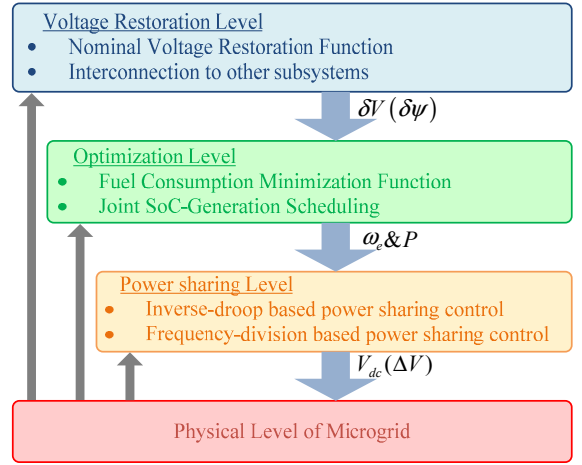 Voltage Restoration Level
• Nominal Voltage Restoration Function
• Interconnection to other subsystems
δV (δψ)
Optimization Level
• Fuel Consumption Minimization Function
• Joint SoC-Generation Scheduling
ωₑ&P
Power sharing Level
• Inverse-droop based power sharing control
• Frequency-division based power sharing control
V_dc(ΔV)
Physical Level of Microgrid